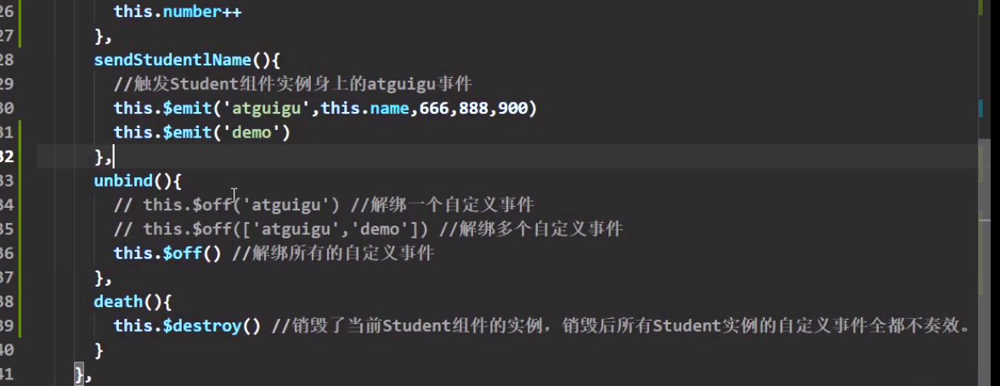 26 this.number++
27 },
28 sendStudentlName(){
29 //触发Student组件实例身上的atguigu事件
30 this.$emit('atguigu',this.name,666,888,900)
31 this.$emit('demo')
32 },
33 unbind(){
34 // this.$off('atguigu') //解绑一个自定义事件
35 // this.$off(['atguigu','demo']) //解绑多个自定义事件
36 this.$off() //解绑所有的自定义事件
37 },
38 death(){
39 this.$destroy() //销毁了当前Student组件的实例，销毁后所有Student实例的自定义事件全都不奏效。
40 }
41 },